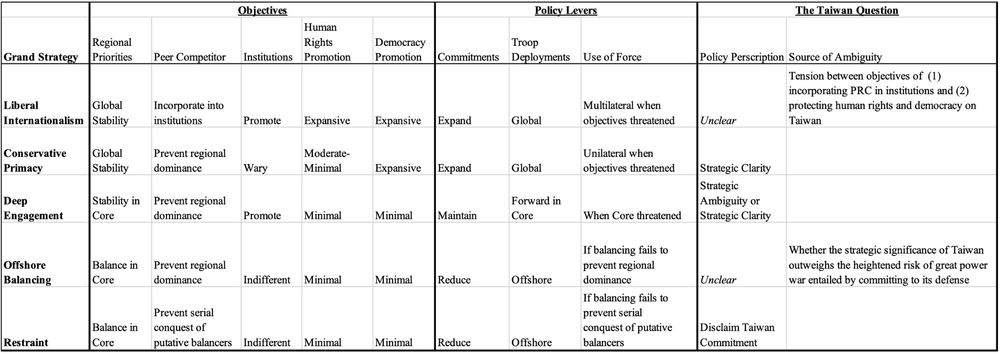 Objectives Policy Levers The Taiwan Question
Human
Regional Rights Democracy Troop
Grand Strategy Priorities Peer Competitor Institutions Promotion Promotion Commitments Deployments Use of Force Policy Perscription Source of Ambiguity
Tension between objectives of (1)
incorporating PRC in institutions and (2)
Liberal Global Incorporate into Multilateral when protecting human rights and democracy on
Internationalism Stability institutions Promote Expansive Expansive Expand Global objectives threatened Unclear Taiwan
Conservative Global Prevent regional Moderate- Unilateral when
Primacy Stability dominance Wary Minimal Expansive Expand Global objectives threatened Strategic Clarity
Strategic
Deep Stability in Prevent regional Forward in Ambiguity or
Engagement Core dominance Promote Minimal Minimal Maintain Core When Core threatened Strategic Clarity
If balancing fails to Whether the strategic significance of Taiwan
Offshore Balance in Prevent regional prevent regional outweighs the heightened risk of great power
Balancing Core dominance Indifferent Minimal Minimal Reduce Offshore dominance Unclear war entailed by committing to its defense
If balancing fails to
Prevent serial prevent serial
Balance in conquest of conquest of putative Disclaim Taiwan
Restraint Core putative balancers Indifferent Minimal Minimal Reduce Offshore balancers Commitment